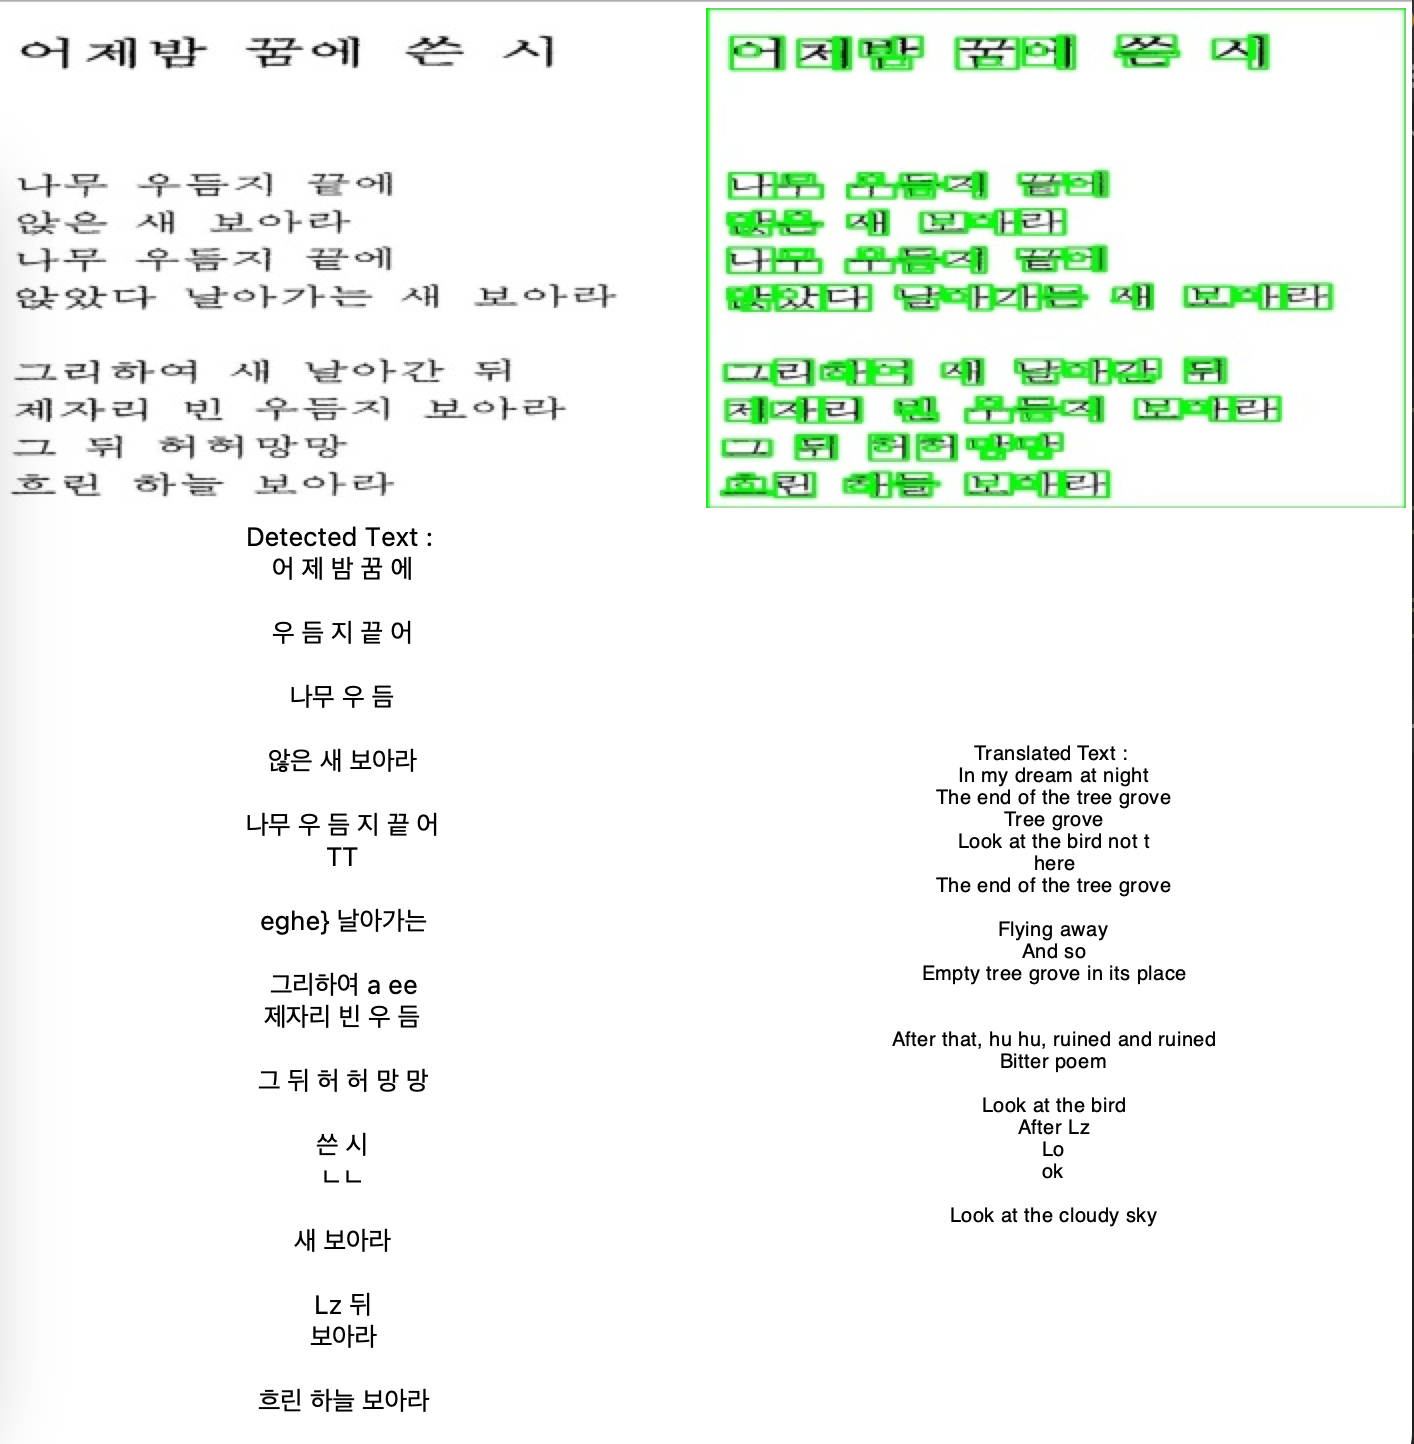 어제밤 꿈에 쓴 시
나무 우듬지 끝에
앉은 새 보아라
나무 우듬지 끝에
앉았다 날아가는 새 보아라
그리하여 새 날아간 뒤
제자리 빈 우듬지 보아라
그 뒤 허허망망
흐린 하늘 보아라
어제밤 꿈에 쓴 시
나무 우듬지 끝에
앉은 새 보아라
나무 우듬지 끝에
앉았다 날아가는 새 보아라
그리하여 새 날아간 뒤
제자리 빈 우듬지 보아라
그 뒤 허허망망
흐린 하늘 보아라
Detected Text :
어 제 밤 꿈 에
우 듬 지 끝 어
나무 우 듬
않은 새 보아라
나무 우 듬 지 끝 어
TT
eghe} 날아가는
그리하여 a ee
제자리 빈 우 듬
그 뒤 허 허 망 망
쓴 시
ㄴㄴ
새 보아라
Lz 뒤
보아라
흐린 하늘 보아라
Translated Text :
In my dream at night
The end of the tree grove
Tree grove
Look at the bird not t
here
The end of the tree grove
Flying away
And so
Empty tree grove in its place
After that, hu hu, ruined and ruined
Bitter poem
Look at the bird
After Lz
Lo
ok
Look at the cloudy sky